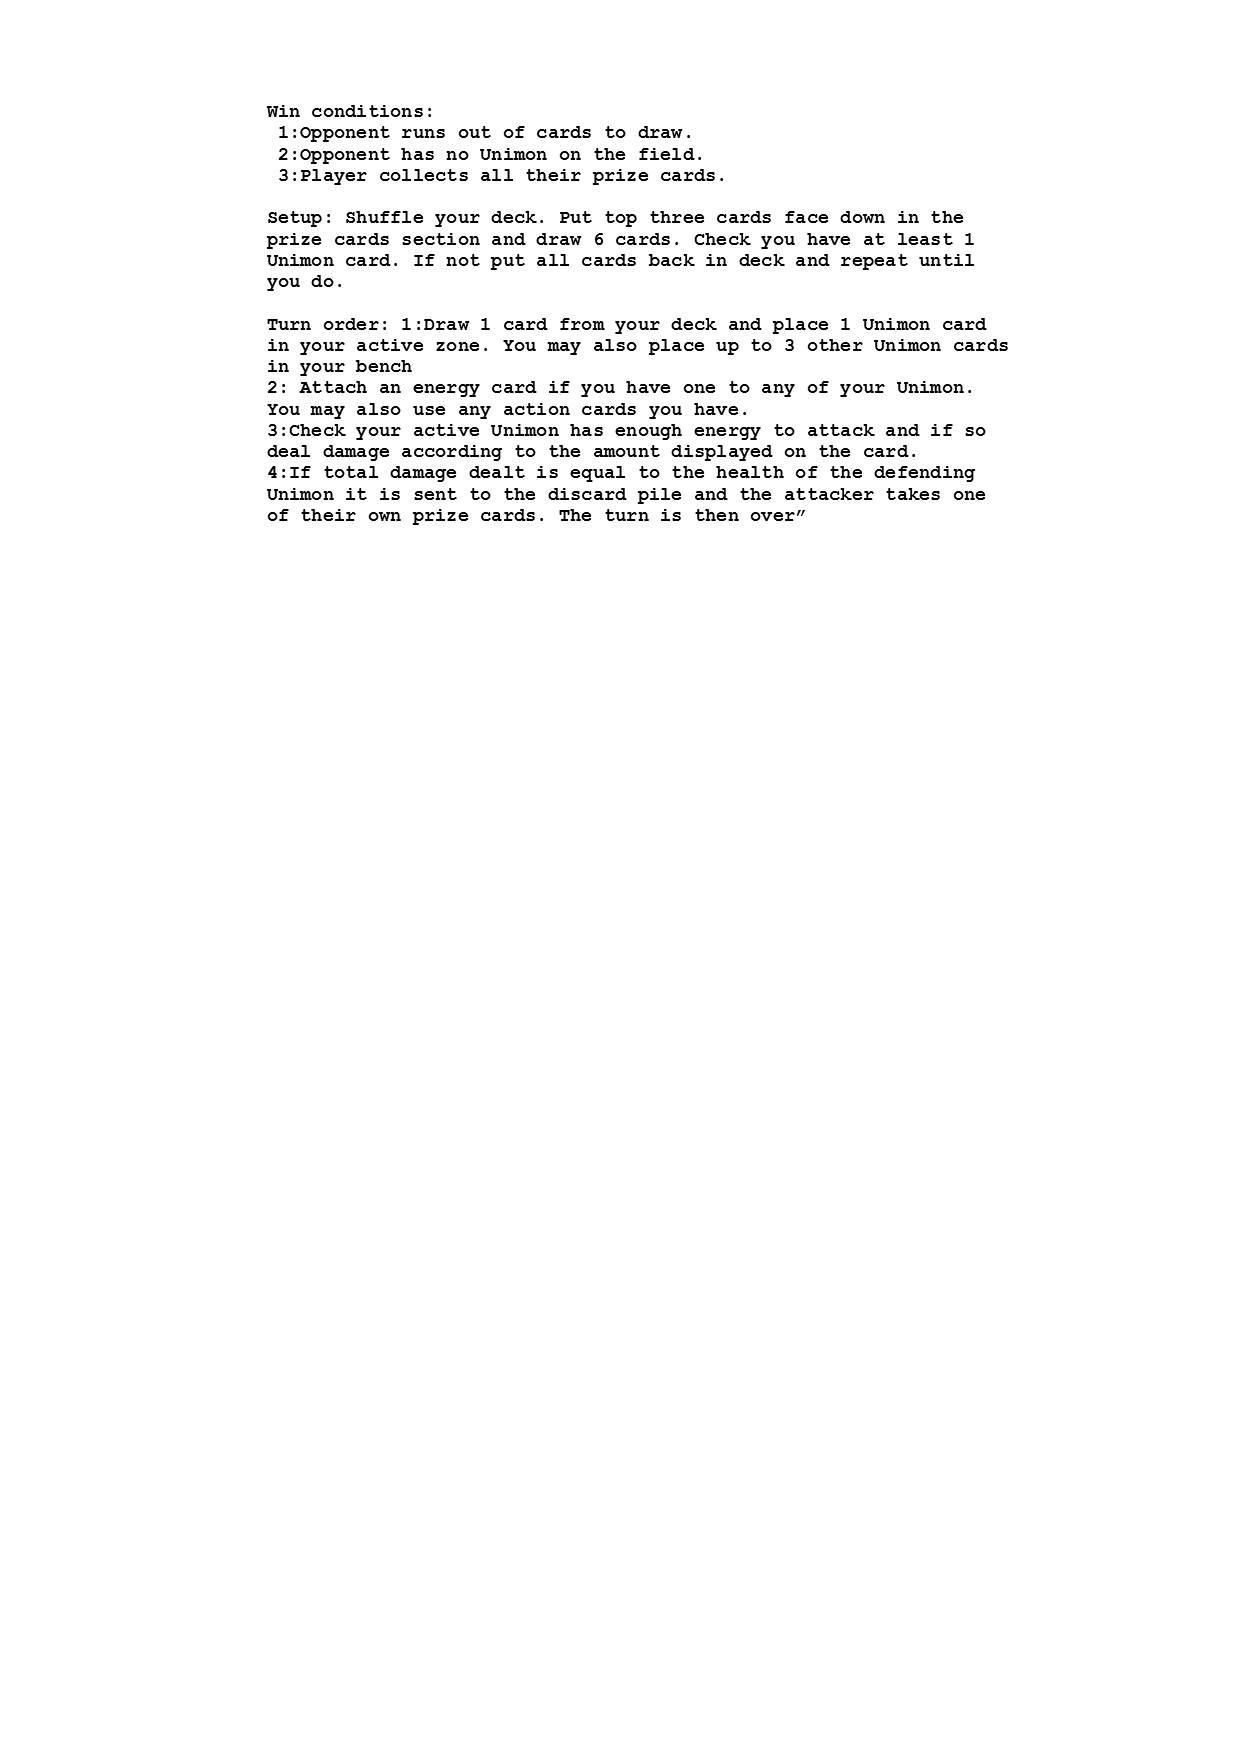 Win conditions:
1:Opponent runs out of cards to draw.
2:Opponent has no Unimon on the field.
3:Player collects all their prize cards.
Setup: Shuffle your deck. Put top three cards face down in the
prize cards section and draw 6 cards. Check you have at least 1
Unimon card. If not put all cards back in deck and repeat until
you do.
Turn order: 1:Draw 1 card from your deck and place 1 Unimon card
in your active zone. You may also place up to 3 other Unimon cards
in your bench
2: Attach an energy card if you have one to any of your Unimon.
You may also use any action cards you have.
3:Check your active Unimon has enough energy to attack and if so
deal damage according to the amount displayed on the card.
4:If total damage dealt is equal to the health of the defending
Unimon it is sent to the discard pile and the attacker takes one
of their own prize cards. The turn is then over”